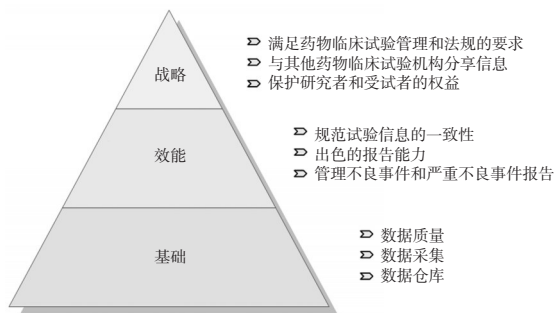 战略
满足药物临床试验管理和法规的要求
与其他药物临床试验机构分享信息
保护研究者和受试者的权益
效能
规范试验信息的一致性
出色的报告能力
管理不良事件和严重不良事件报告
基础
数据质量
数据采集
数据仓库